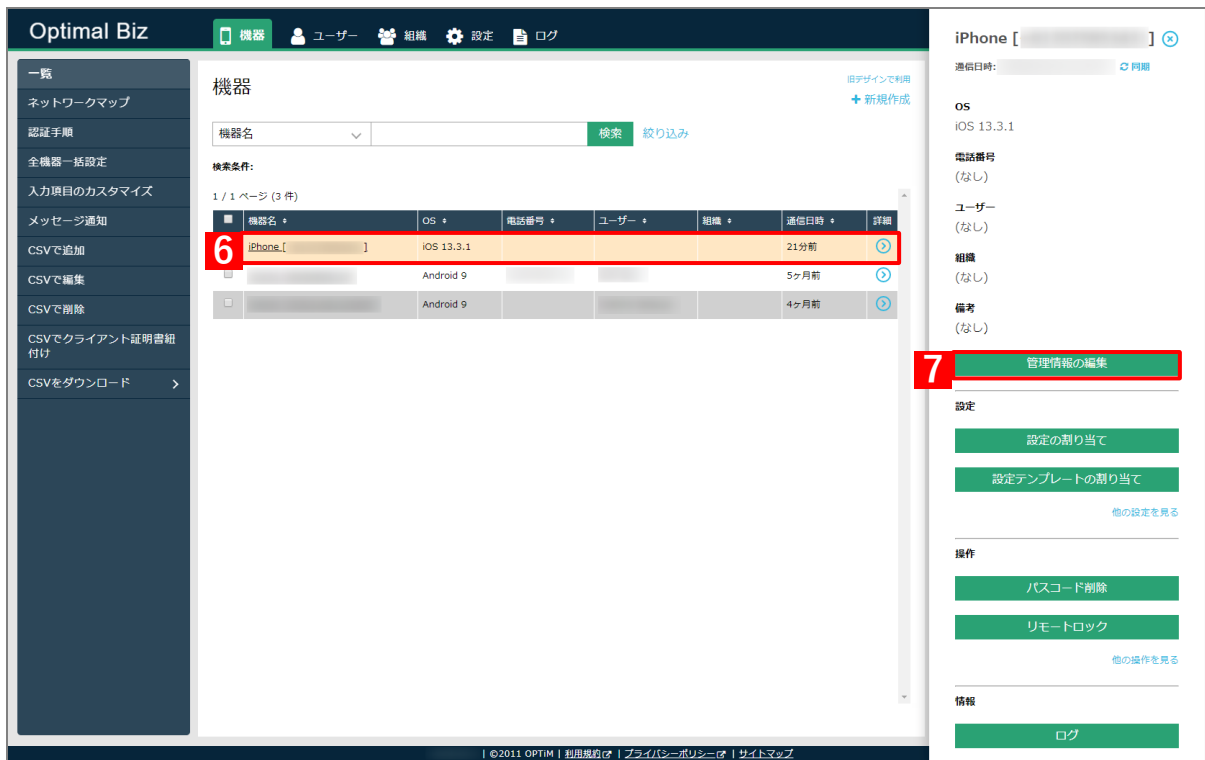 Optimal Biz
機器
ユーザー
組織
設定
ログ
一覧
ネットワークマップ
認証手順
全機器一括設定
入力項目のカスタマイズ
メッセージ通知
CSVで追加
CSVで編集
CSVで削除
CSVでクライアント証明書紐
付け
CSVをダウンロード
機器
旧デザインで利用
+ 新規作成
機器名
検索
絞り込み
検索条件:
1 / 1 ページ (3 件)
機器名 OS 電話番号 ユーザー 組織 通信日時 詳細
6
iPhone [ ] iOS 13.3.1 21分前
Android 9 5ヶ月前
Android 9 4ヶ月前
iPhone [ ]
通信日時:
同期
OS
iOS 13.3.1
電話番号
(なし)
ユーザー
(なし)
組織
(なし)
備考
(なし)
7
管理情報の編集
設定
設定の割り当て
設定テンプレートの割り当て
他の設定を見る
操作
パスコード削除
リモートロック
他の操作を見る
情報
ログ
| ©2011 OPTiM | 利用規約 | プライバシーポリシー | サイトマップ